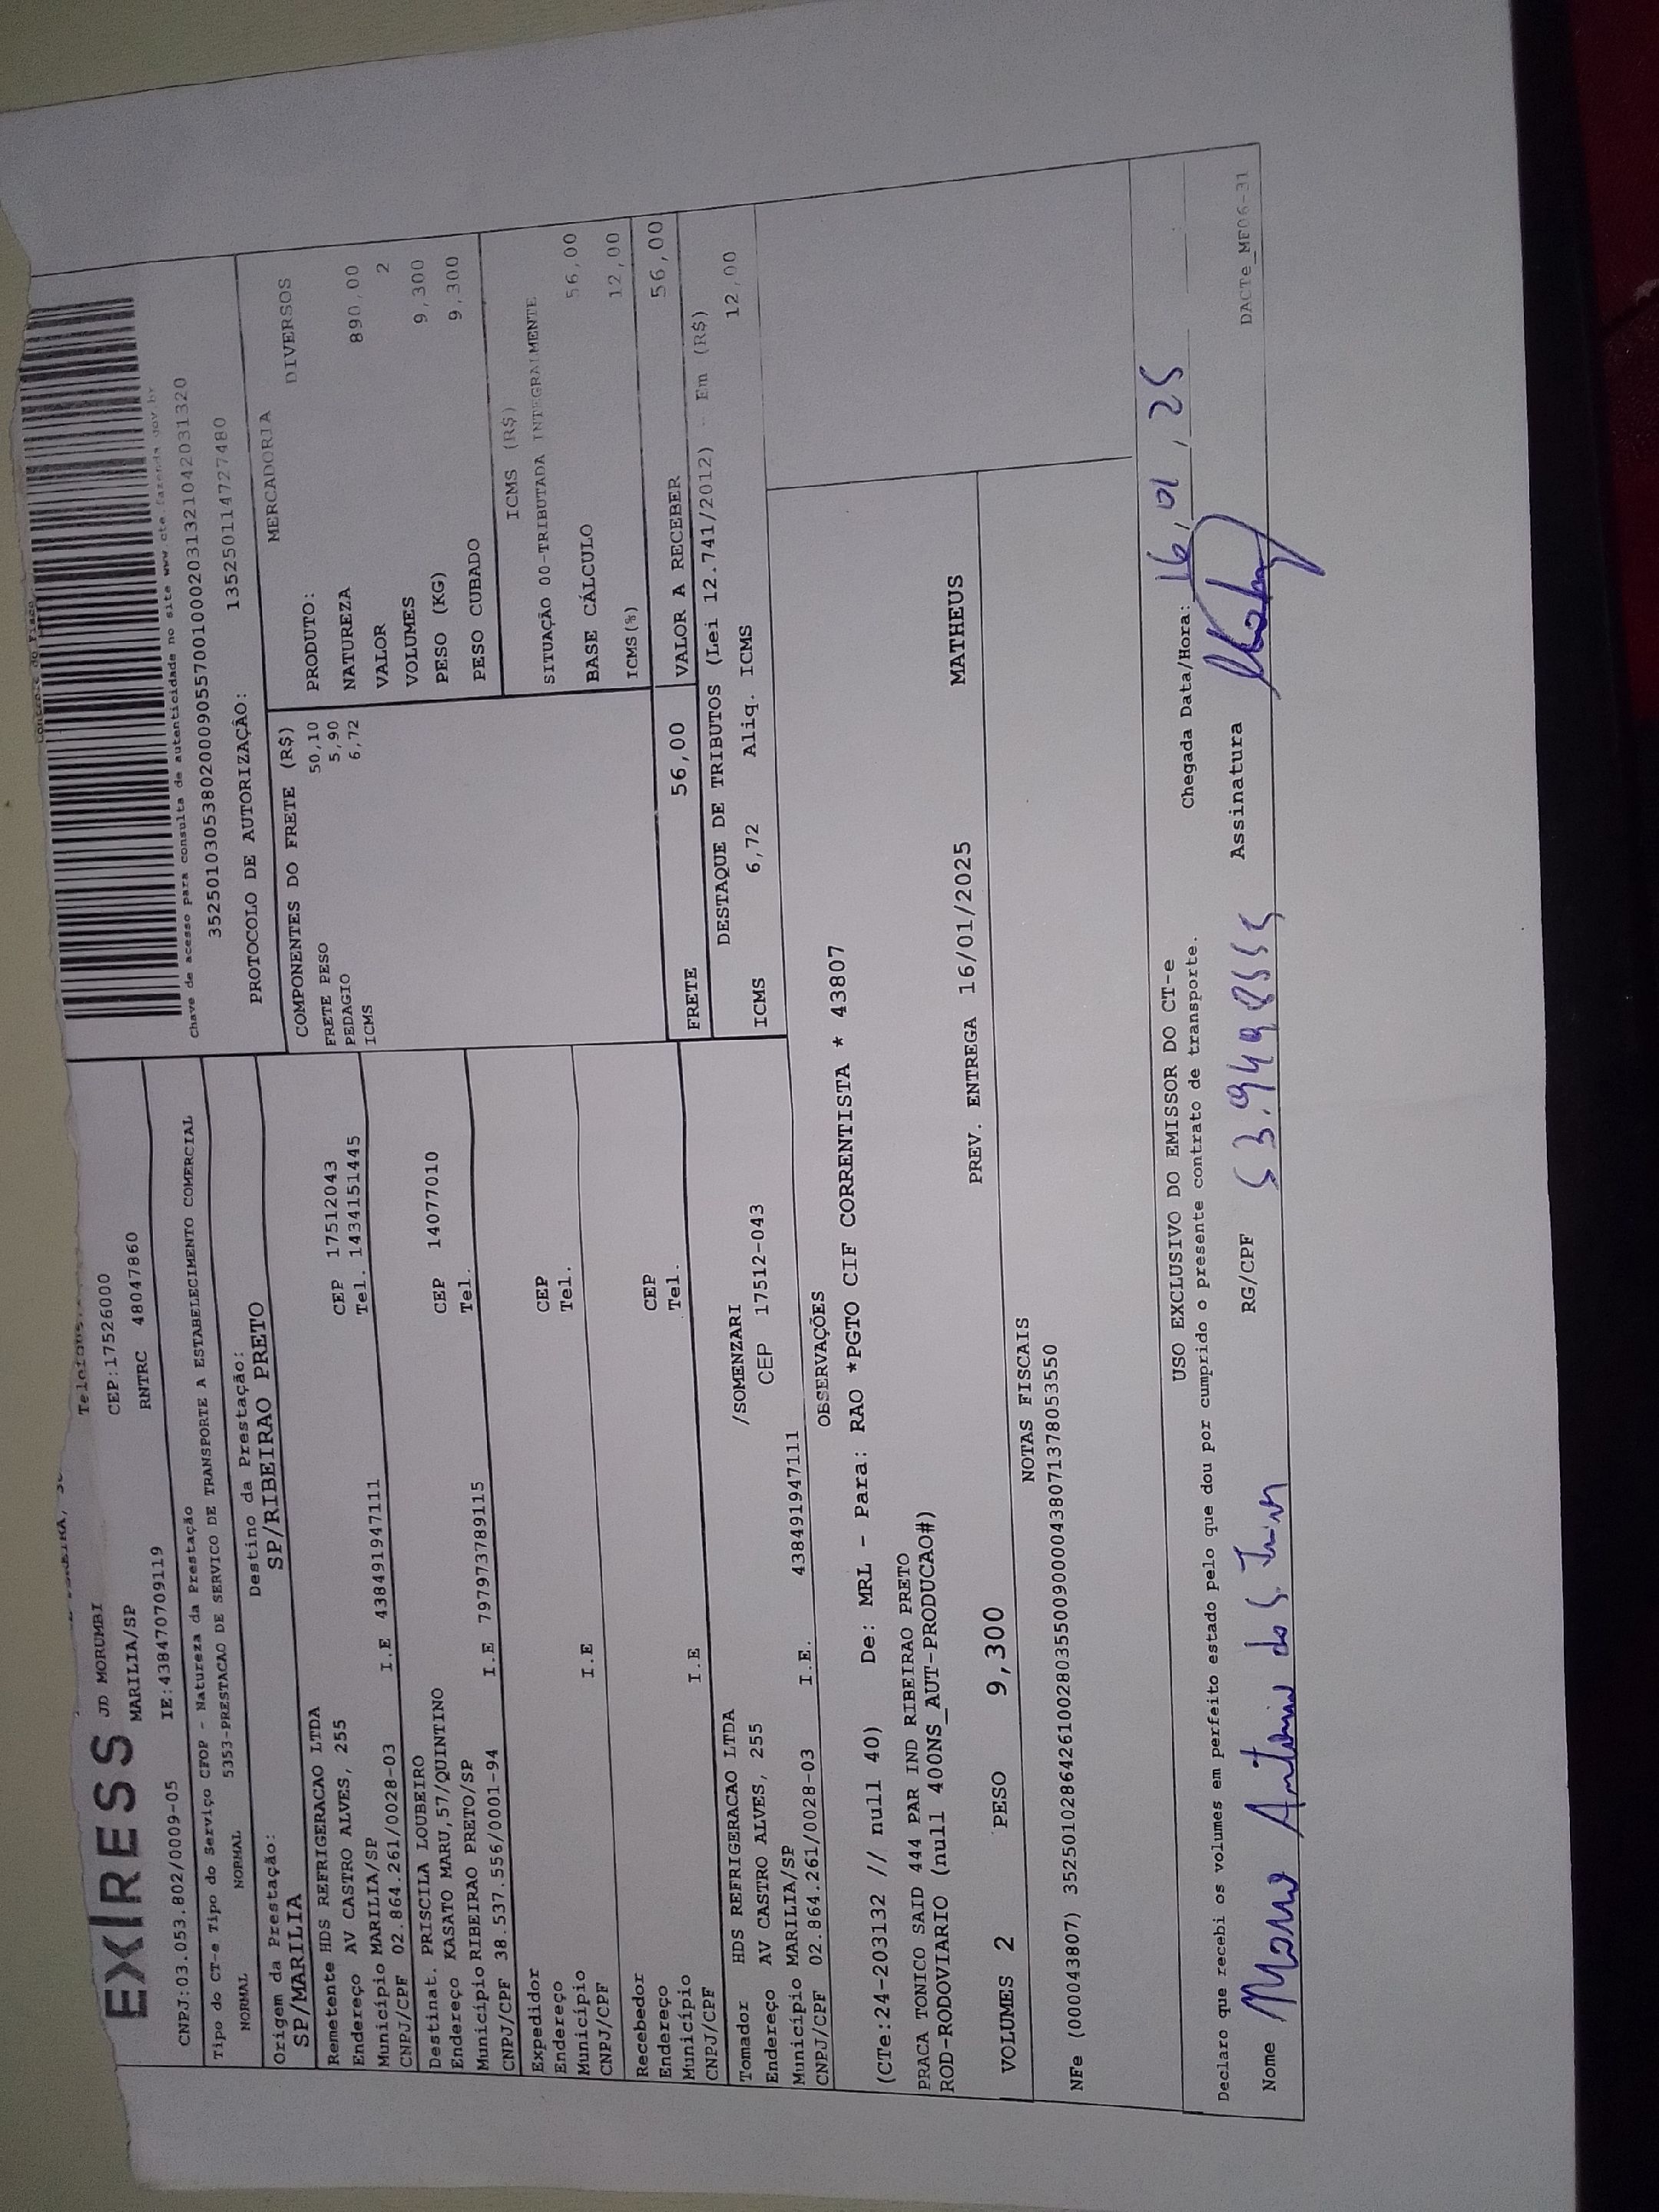 EXPRESS
JD MORUMBI
CEP:17526000
MARILIA/SP
RNTRC 48047860
CNPJ:03.053.802/0009-05 IE:438470709119
Tipo do CT-e Tipo do Serviço CFOP - Natureza da Prestação
NORMAL NORMAL 5353-PRESTACAO DE SERVICO DE TRANSPORTE A ESTABELECIMENTO COMERCIAL
Origem da Prestação: Destino da Prestação:
SP/MARILIA SP/RIBEIRAO PRETO
Remetente HDS REFRIGERACAO LTDA
Endereço AV CASTRO ALVES, 255 CEP 17512043
Município MARILIA/SP Tel. 1434151445
CNPJ/CPF 02.864.261/0028-03 I.E 438491947111
Destinat. PRISCILA LOUBEIRO
Endereço KASATO MARU,57/QUINTINO CEP 14077010
Município RIBEIRAO PRETO/SP Tel.
CNPJ/CPF 38.537.556/0001-94 I.E 797973789115
Expedidor
Endereço CEP
Município Tel.
CNPJ/CPF I.E
Recebedor
Endereço CEP
Município Tel.
CNPJ/CPF I.E
Tomador HDS REFRIGERACAO LTDA
Endereço AV CASTRO ALVES, 255 /SOMENZARI
Município MARILIA/SP CEP 17512-043
CNPJ/CPF 02.864.261/0028-03 I.E. 438491947111
Chave de acesso para consulta de autenticidade no site www.cte.fazenda.gov.br
35250103053802000905570010002031321042031320
PROTOCOLO DE AUTORIZAÇÃO: 135250114727480
COMPONENTES DO FRETE (R$)
FRETE PESO 50,10
PEDAGIO 5,90
ICMS 6,72
MERCADORIA
PRODUTO: DIVERSOS
NATUREZA
VALOR 890,00
VOLUMES 2
PESO (KG) 9,300
PESO CUBADO 9,300
ICMS (R$)
SITUAÇÃO 00-TRIBUTADA INTEGRALMENTE
BASE CÁLCULO 56,00
ICMS(%) 12,00
FRETE 56,00 VALOR A RECEBER 56,00
DESTAQUE DE TRIBUTOS (Lei 12.741/2012) - Em (R$)
ICMS 6,72 Aliq. ICMS 12,00
OBSERVAÇÕES
(CTe:24-203132 // null 40) De: MRL - Para: RAO *PGTO CIF CORRENTISTA * 43807
PRACA TONICO SAID 444 PAR IND RIBEIRAO PRETO
ROD-RODOVIARIO (null 400NS_AUT-PRODUCAO#)
VOLUMES 2 PESO 9,300 PREV. ENTREGA 16/01/2025 MATHEUS
NOTAS FISCAIS
NFe (000043807) 35250102864261002803550090000438071378053550
USO EXCLUSIVO DO EMISSOR DO CT-e
Declaro que recebi os volumes em perfeito estado pelo que dou por cumprido o presente contrato de transporte. Chegada Data/Hora: 16,01,25
Nome Antonio dos RG/CPF Assinatura
DACTe_MF06-31